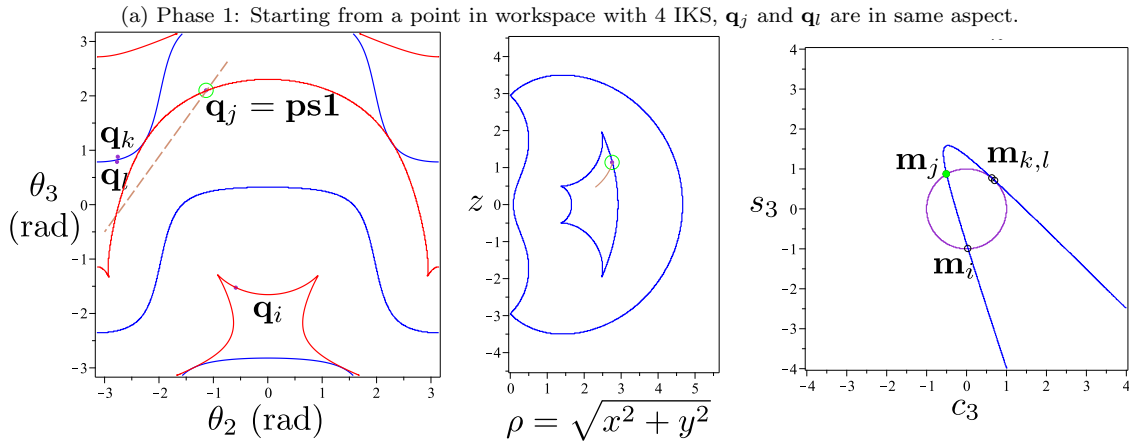 (a) Phase 1: Starting from a point in workspace with 4 IKS, q_j and q_l are in same aspect.
3
2
1
0
−1
−2
−3
−3 −2 −1 0 1 2 3
θ_3
(rad)
θ_2 (rad)
q_k
q_l
q_j = ps1
q_i
4
3
2
1
0
−1
−2
−3
−4
0 1 2 3 4 5
z
ρ = √x² + y²
4
3
2
1
0
−1
−2
−3
−4
−4 −3 −2 −1 0 1 2 3 4
s_3
c_3
m_j
m_{k,l}
m_i